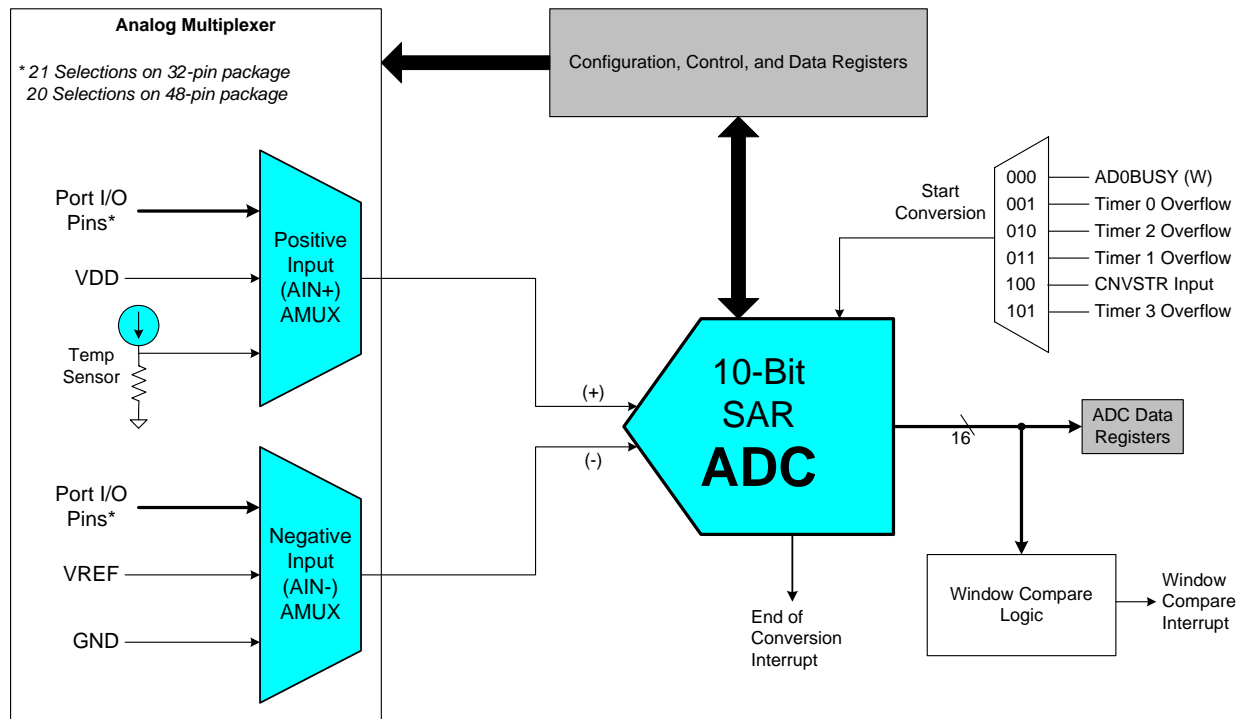 Analog Multiplexer
* 21 Selections on 32-pin package
20 Selections on 48-pin package
Configuration, Control, and Data Registers
Port I/O
Pins*
VDD
Temp
Sensor
Positive
Input
(AIN+)
AMUX
Port I/O
Pins*
VREF
GND
Negative
Input
(AIN-)
AMUX
(+)
(-)
Start
Conversion
000 AD0BUSY (W)
001 Timer 0 Overflow
010 Timer 2 Overflow
011 Timer 1 Overflow
100 CNVSTR Input
101 Timer 3 Overflow
10-Bit
SAR
ADC
16
ADC Data
Registers
End of
Conversion
Interrupt
Window Compare
Logic
Window
Compare
Interrupt